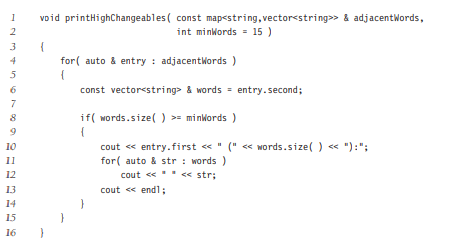 1 void printHighChangeables( const map<string,vector<string>> & adjacentWords,
2 int minWords = 15 )
3 {
4 for( auto & entry : adjacentWords )
5 {
6 const vector<string> & words = entry.second;
7
8 if( words.size( ) >= minWords )
9 {
10 cout << entry.first << " (" << words.size( ) << "):";
11 for( auto & str : words )
12 cout << " " << str;
13 cout << endl;
14 }
15 }
16 }